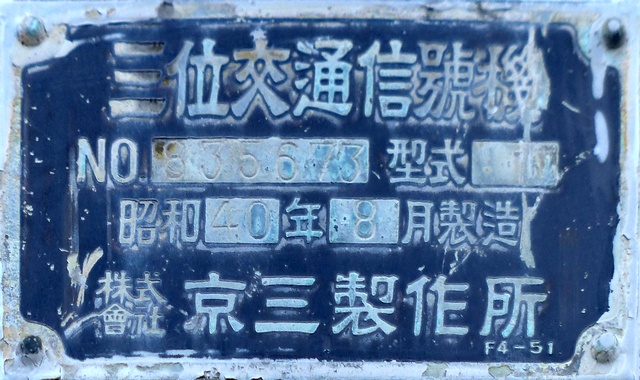 三位交通信號機
NO. 835673 型式
昭和40年8月製造
株式會社 京三製作所
F4-51